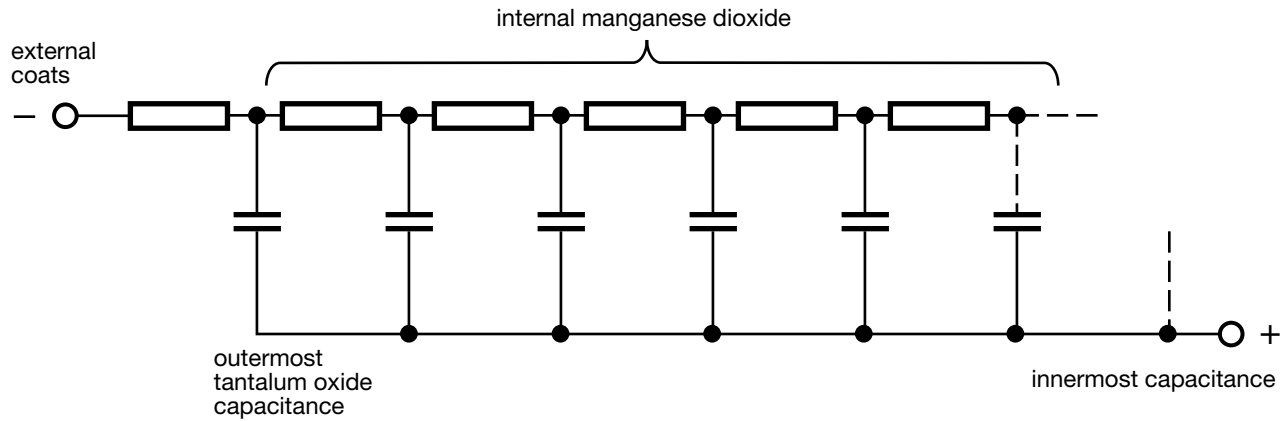 internal manganese dioxide
external
coats
−
+
outermost
tantalum oxide
capacitance
innermost capacitance